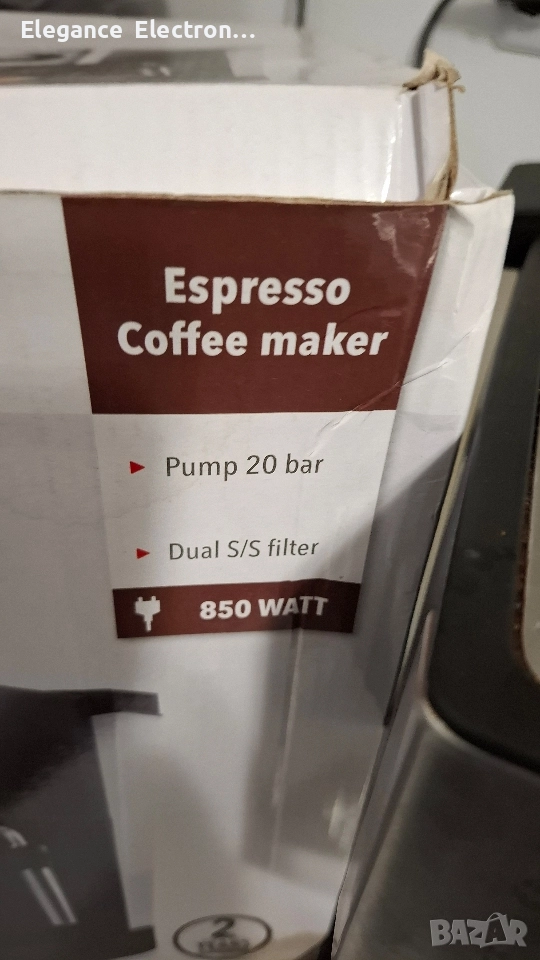 Elegance Electron...
Espresso
Coffee maker
Pump 20 bar
Dual S/S filter
850 WATT
2
BAZAR